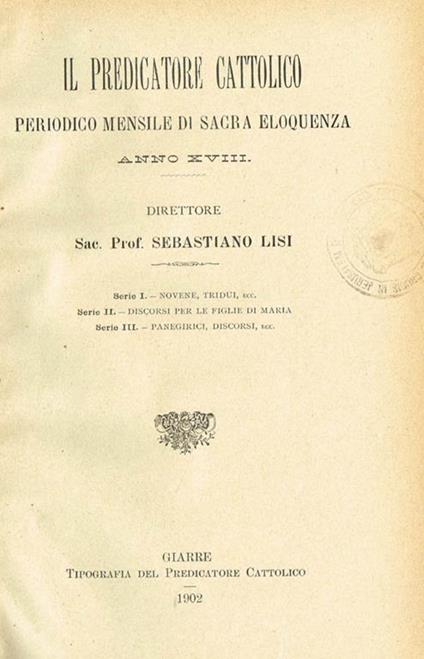 IL PREDICATORE CATTOLICO
PERIODICO MENSILE DI SACRA ELOQUENZA
ANNO XVIII.
DIRETTORE
Sac. Prof. SEBASTIANO LISI
Serie I. — NOVENE, TRIDUI, ECC.
Serie II. — DISCORSI PER LE FIGLIE DI MARIA
Serie III. — PANEGIRICI, DISCORSI, ECC.
GIARRE
TIPOGRAFIA DEL PREDICATORE CATTOLICO
1902